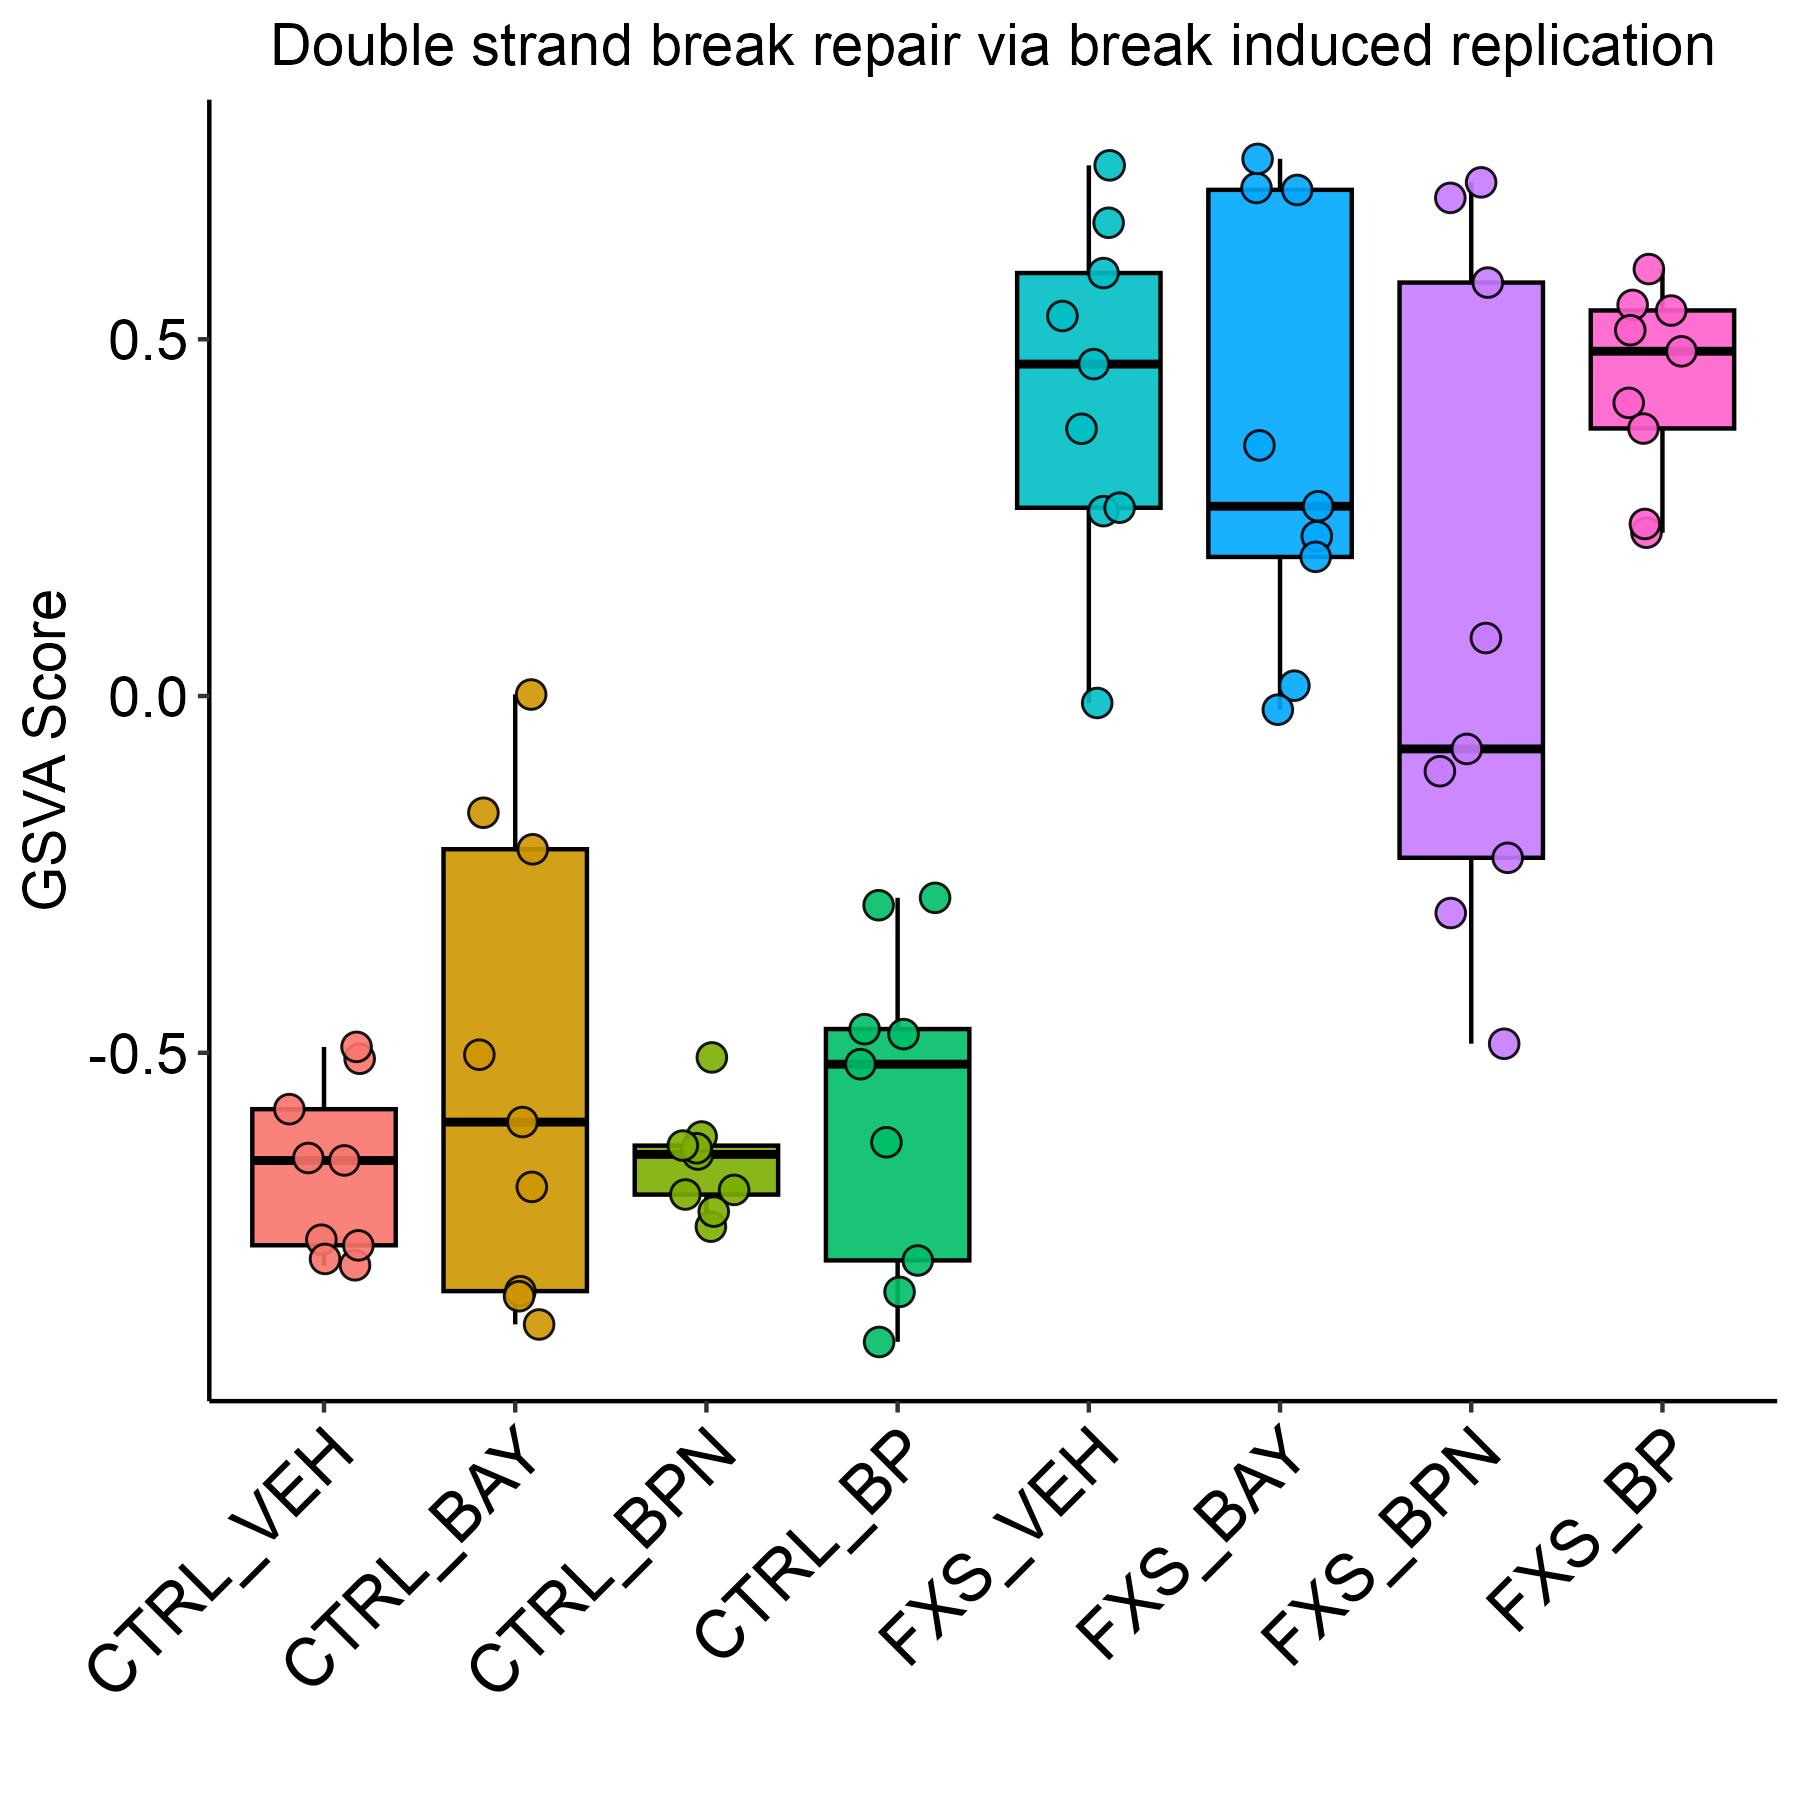 Double strand break repair via break induced replication
GSVA Score
0.5
0.0
-0.5
CTRL_VEH
CTRL_BAY
CTRL_BPN
CTRL_BP
FXS_VEH
FXS_BAY
FXS_BPN
FXS_BP